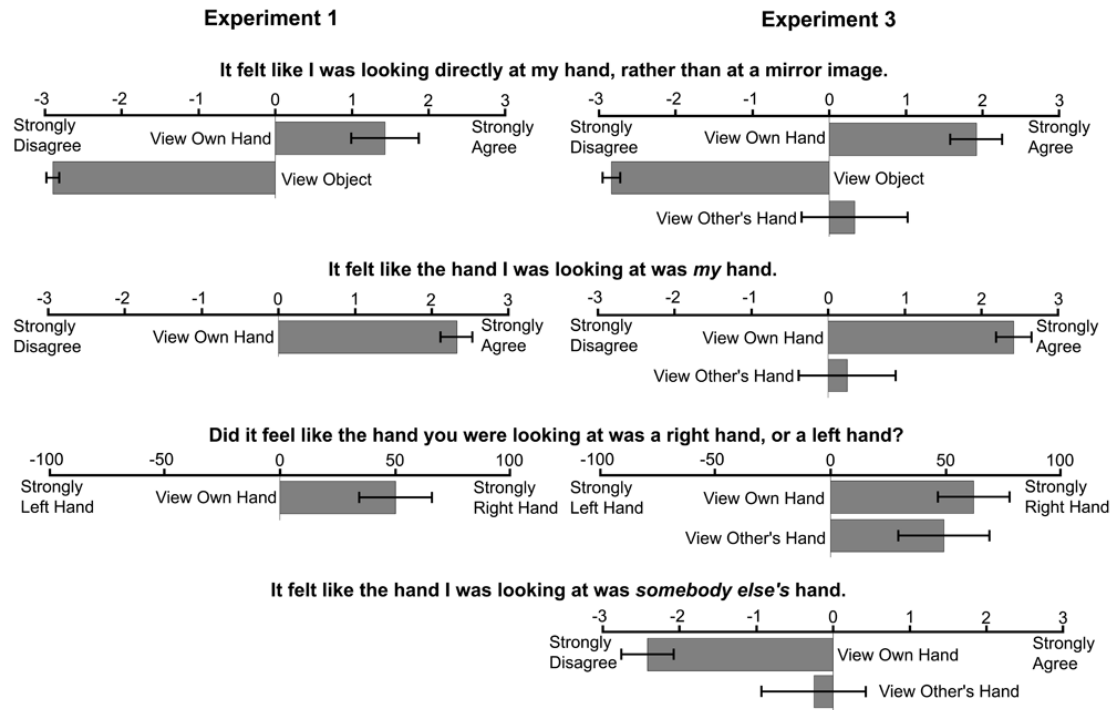 Experiment 1
Experiment 3
It felt like I was looking directly at my hand, rather than at a mirror image.
-3 -2 -1 0 1 2 3
Strongly
Disagree
View Own Hand
Strongly
Agree
View Object
-3 -2 -1 0 1 2 3
Strongly
Disagree
View Own Hand
Strongly
Agree
View Object
View Other's Hand
It felt like the hand I was looking at was my hand.
-3 -2 -1 0 1 2 3
Strongly
Disagree
View Own Hand
Strongly
Agree
-3 -2 -1 0 1 2 3
Strongly
Disagree
View Own Hand
Strongly
Agree
View Other's Hand
Did it feel like the hand you were looking at was a right hand, or a left hand?
-100 -50 0 50 100
Strongly
Left Hand
View Own Hand
Strongly
Right Hand
-100 -50 0 50 100
Strongly
Left Hand
View Own Hand
Strongly
Right Hand
View Other's Hand
It felt like the hand I was looking at was somebody else's hand.
-3 -2 -1 0 1 2 3
Strongly
Disagree
View Own Hand
Strongly
Agree
View Other's Hand